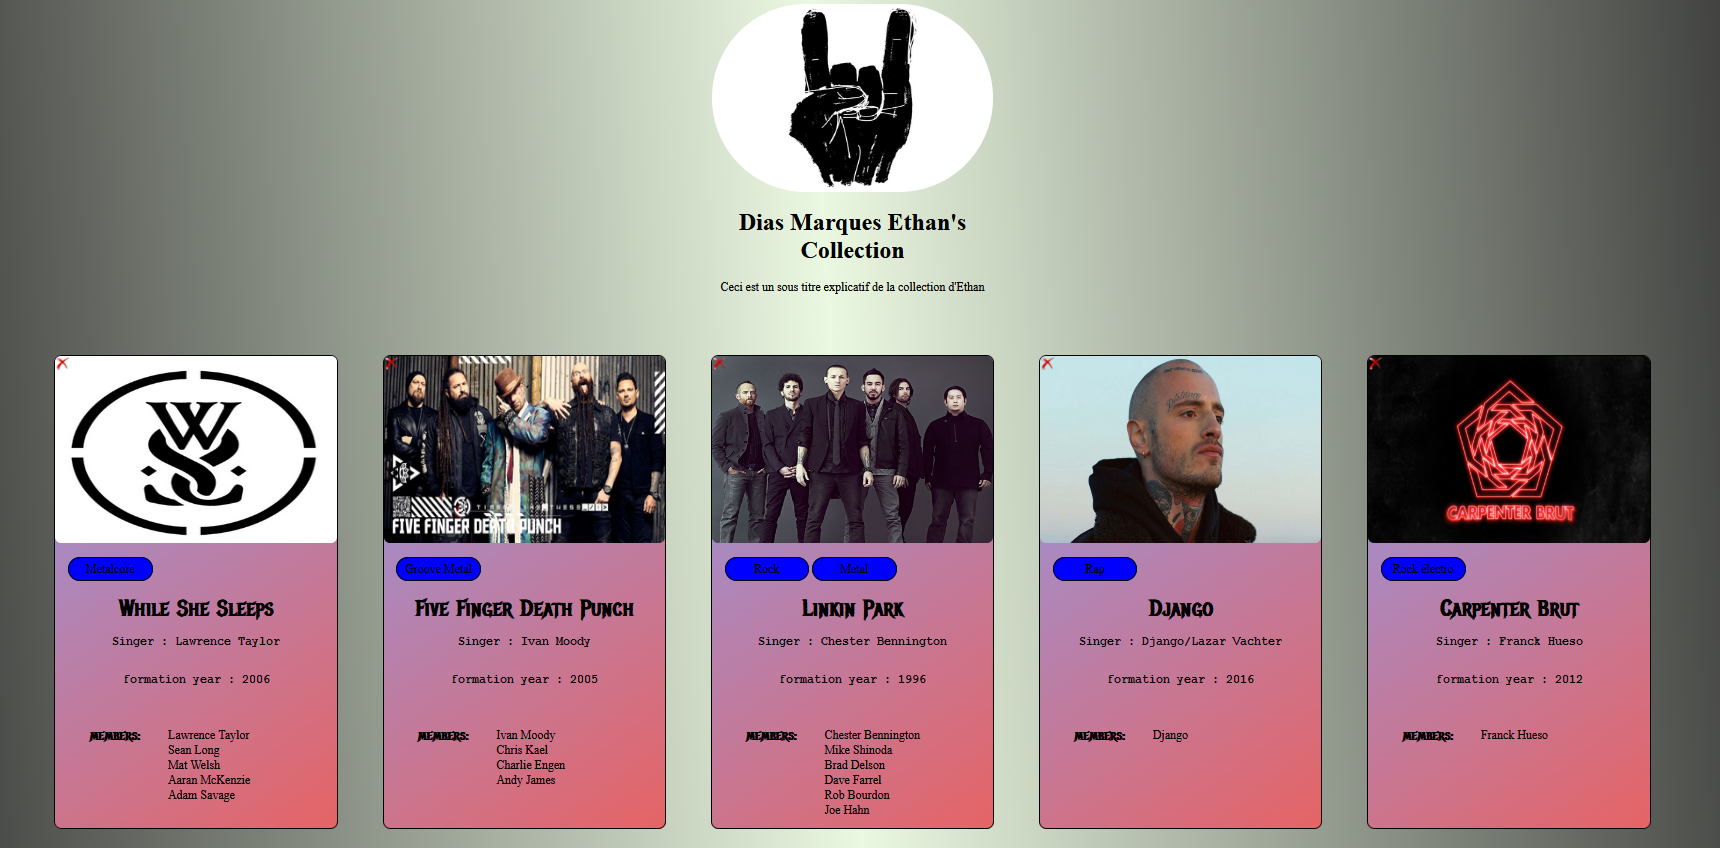 Dias Marques Ethan's
Collection
Ceci est un sous titre explicatif de la collection d'Ethan
FIVE FINGER DEATH PUNCH
CARPENTER BRUT
Metalcore
Groove Metal
Rock
Metal
Rap
Rock électro
While She Sleeps
Five Finger Death Punch
Linkin Park
Django
Carpenter Brut
Singer : Lawrence Taylor
Singer : Ivan Moody
Singer : Chester Bennington
Singer : Django/Lazar Vachter
Singer : Franck Hueso
formation year : 2006
formation year : 2005
formation year : 1996
formation year : 2016
formation year : 2012
MEMBERS:
Lawrence Taylor
Sean Long
Mat Welsh
Aaran McKenzie
Adam Savage
MEMBERS:
Ivan Moody
Chris Kael
Charlie Engen
Andy James
MEMBERS:
Chester Bennington
Mike Shinoda
Brad Delson
Dave Farrel
Rob Bourdon
Joe Hahn
MEMBERS:
Django
MEMBERS:
Franck Hueso